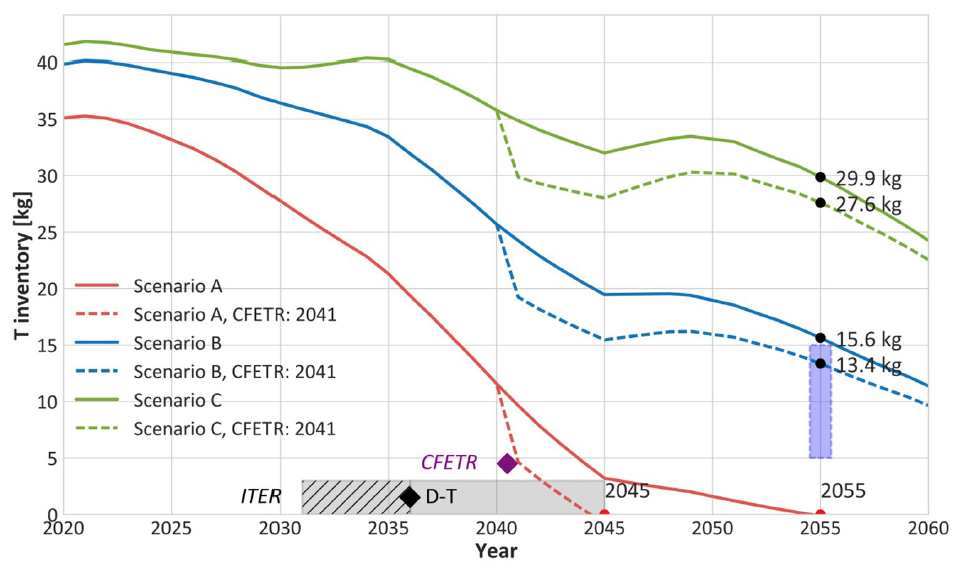 T inventory [kg]
40
35
30
25
20
15
10
5
0
29.9 kg
27.6 kg
15.6 kg
13.4 kg
Scenario A
Scenario A, CFETR: 2041
Scenario B
Scenario B, CFETR: 2041
Scenario C
Scenario C, CFETR: 2041
CFETR
ITER
D-T
2045
2055
2020 2025 2030 2035 2040 2045 2050 2055 2060
Year